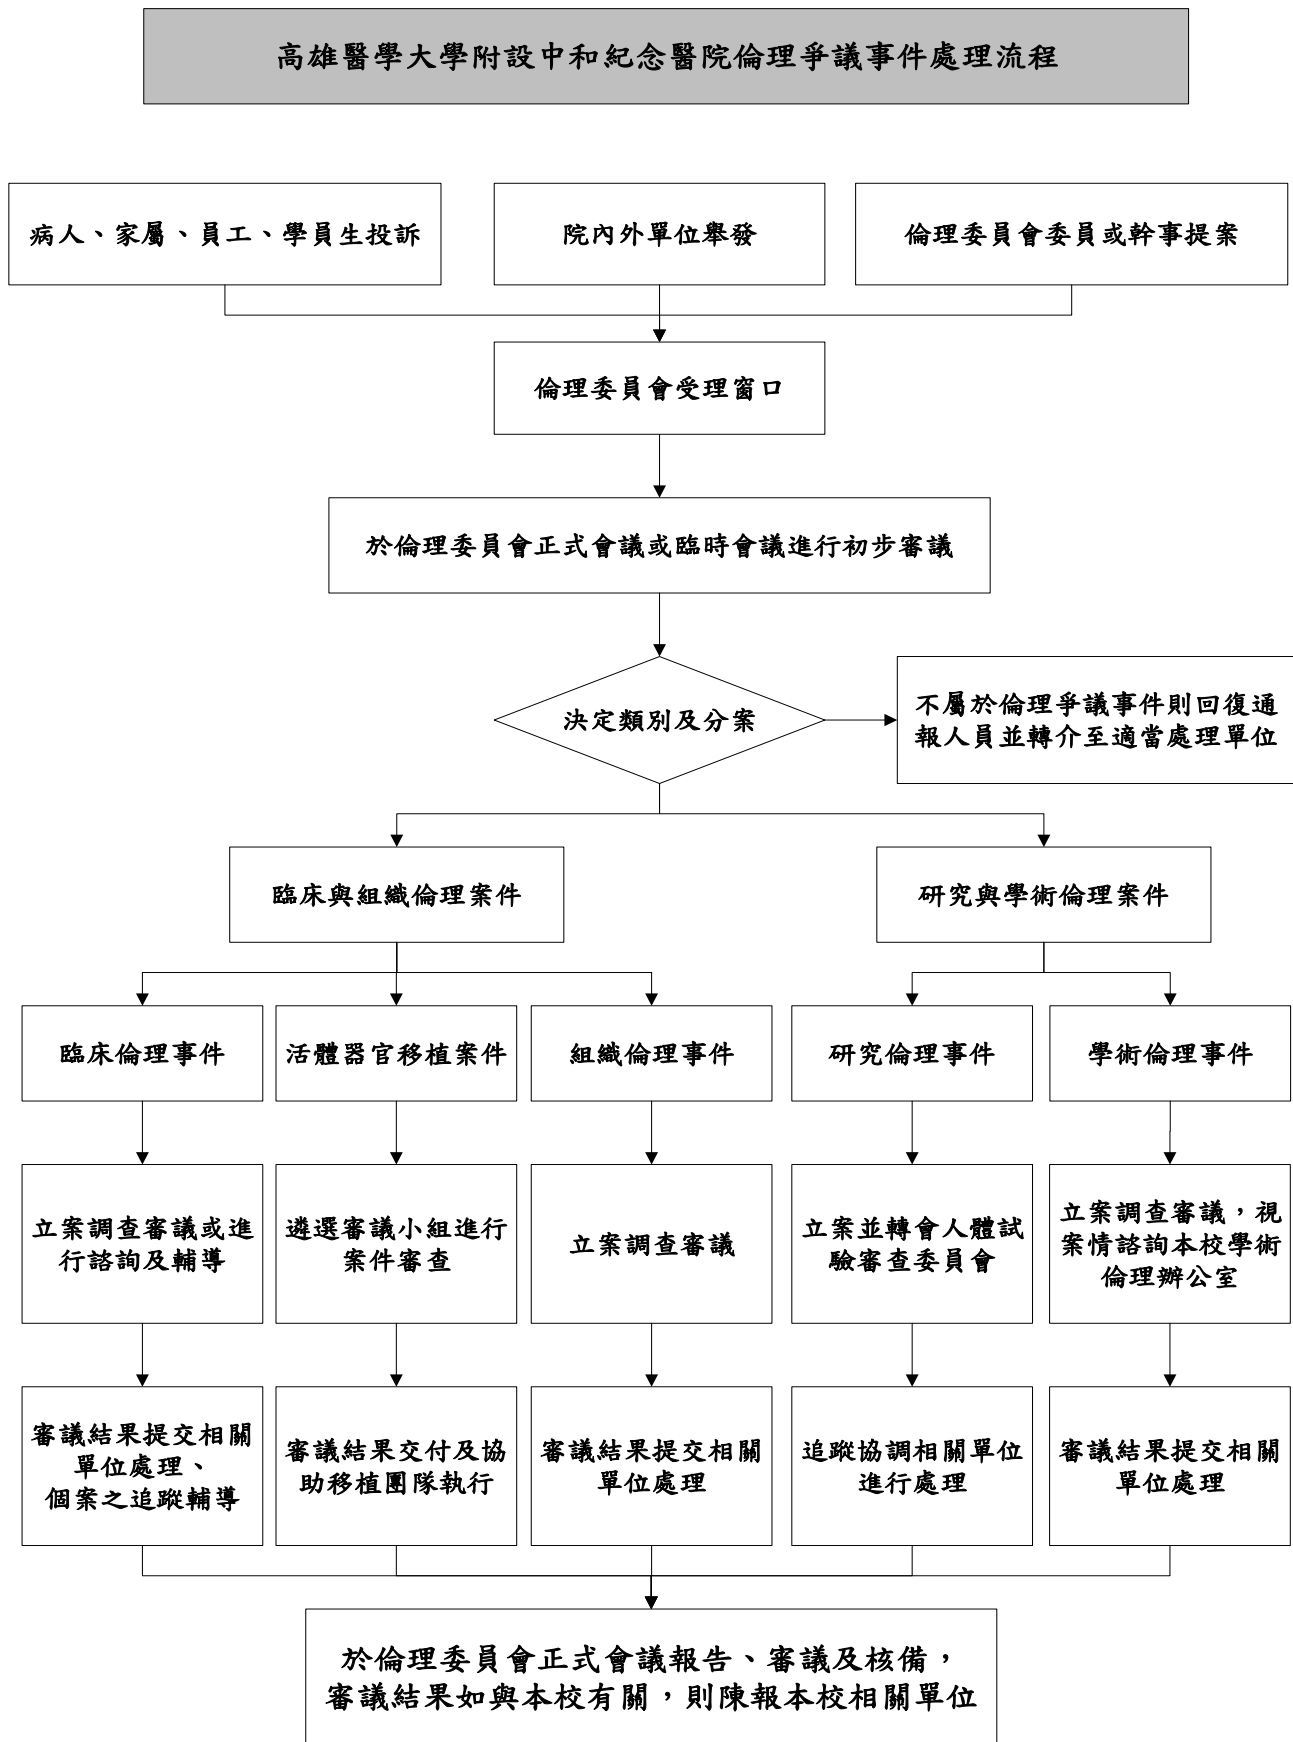 高雄醫學大學附設中和紀念醫院倫理爭議事件處理流程
病人、家屬、員工、學員生投訴
院內外單位舉發
倫理委員會委員或幹事提案
倫理委員會受理窗口
於倫理委員會正式會議或臨時會議進行初步審議
決定類別及分案
不屬於倫理爭議事件則回復通
報人員並轉介至適當處理單位
臨床與組織倫理案件
研究與學術倫理案件
臨床倫理事件
活體器官移植案件
組織倫理事件
研究倫理事件
學術倫理事件
立案調查審議或進
行諮詢及輔導
遴選審議小組進行
案件審查
立案調查審議
立案並轉會人體試
驗審查委員會
立案調查審議，視
案情諮詢本校學術
倫理辦公室
審議結果提交相關
單位處理、
個案之追蹤輔導
審議結果交付及協
助移植團隊執行
審議結果提交相關
單位處理
追蹤協調相關單位
進行處理
審議結果提交相關
單位處理
於倫理委員會正式會議報告、審議及核備，
審議結果如與本校有關，則陳報本校相關單位